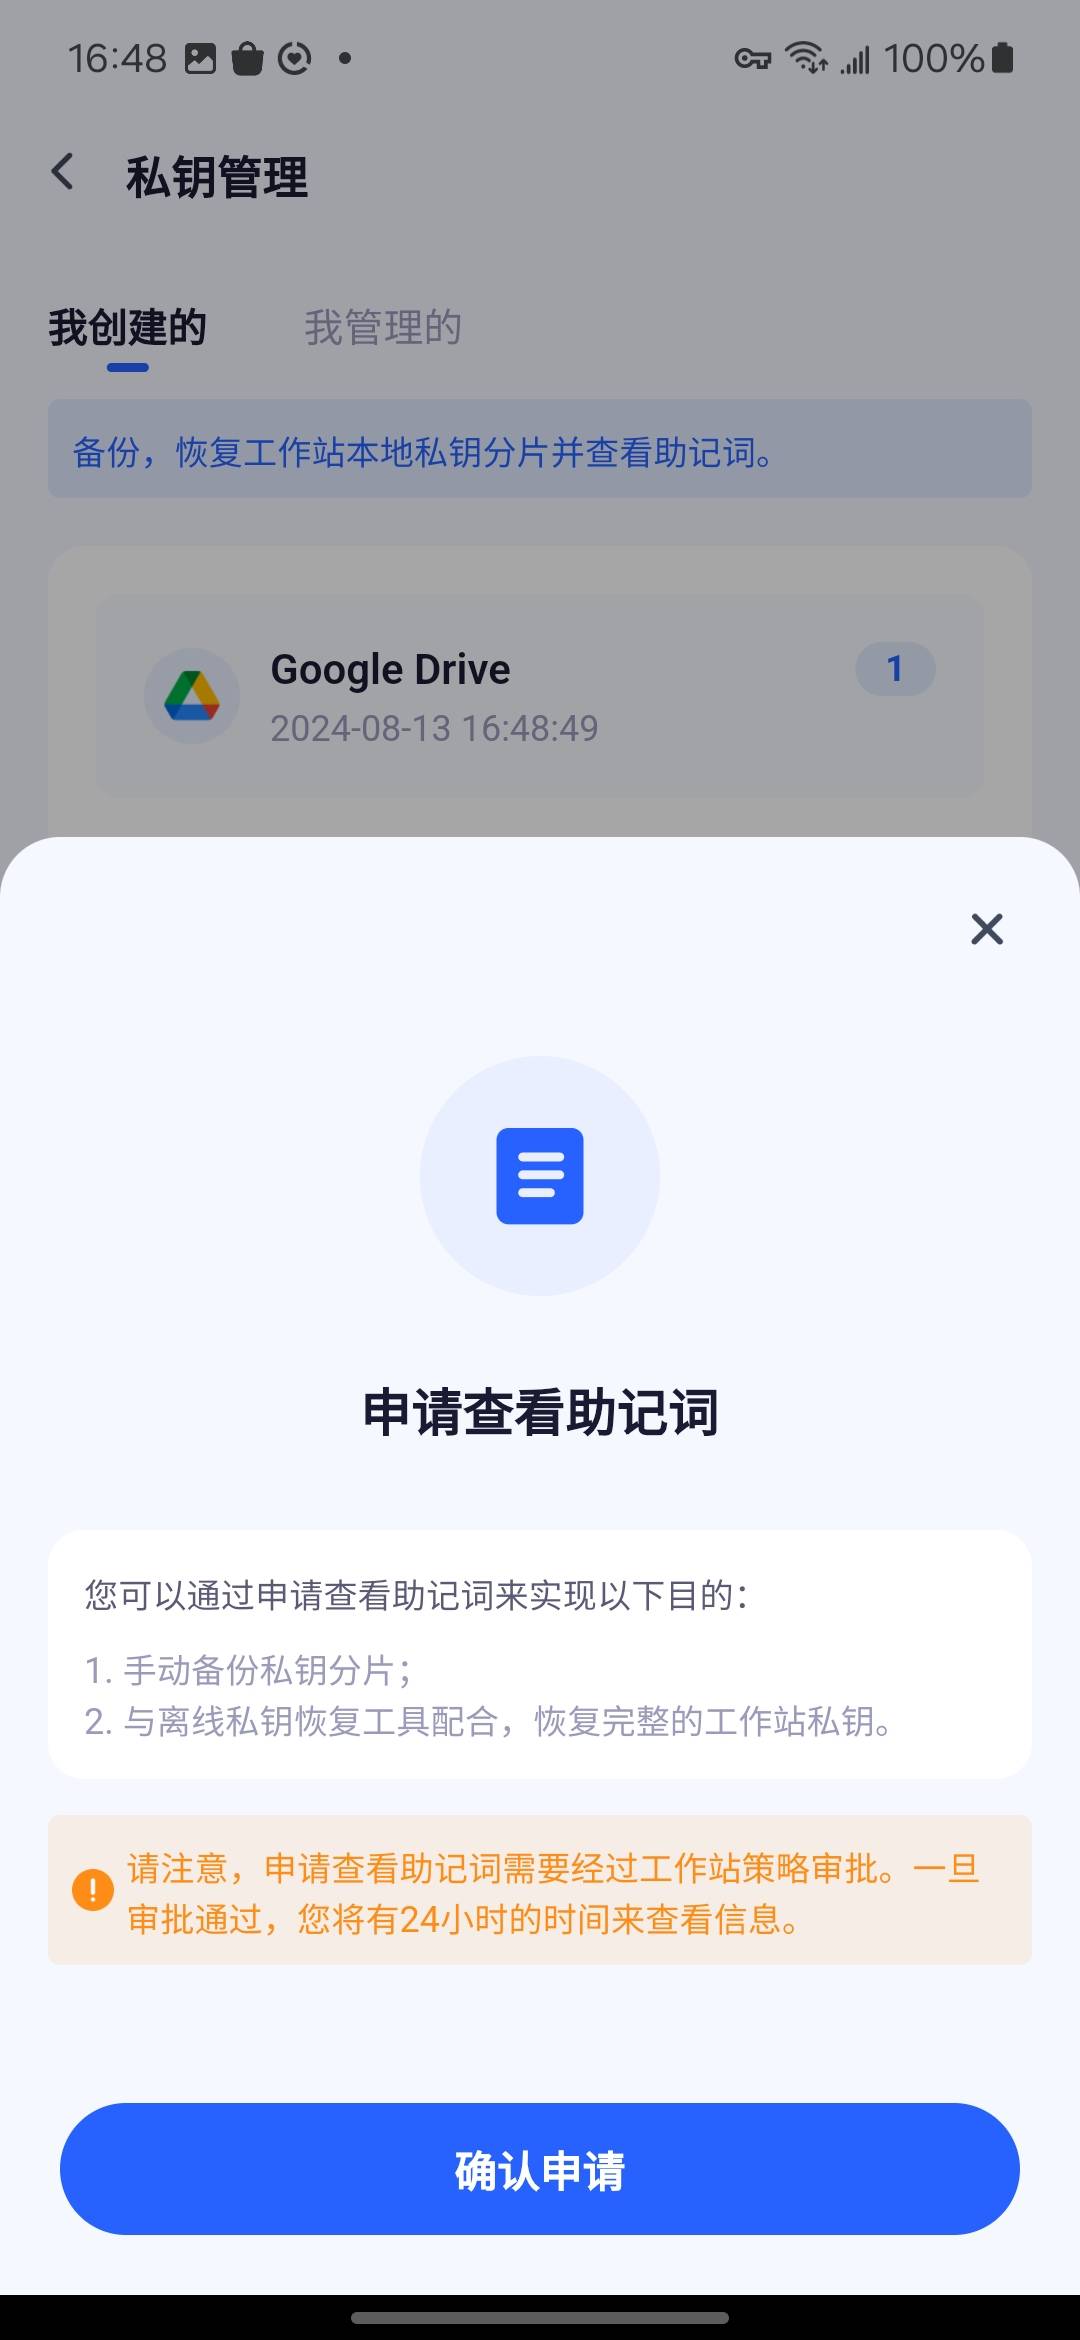 16:48
100%
私钥管理
我创建的
我管理的
备份，恢复工作站本地私钥分片并查看助记词。
Google Drive
1
2024-08-13 16:48:49
申请查看助记词
您可以通过申请查看助记词来实现以下目的：
1. 手动备份私钥分片；
2. 与离线私钥恢复工具配合，恢复完整的工作站私钥。
请注意，申请查看助记词需要经过工作站策略审批。一旦
审批通过，您将有24小时的时间来查看信息。
确认申请